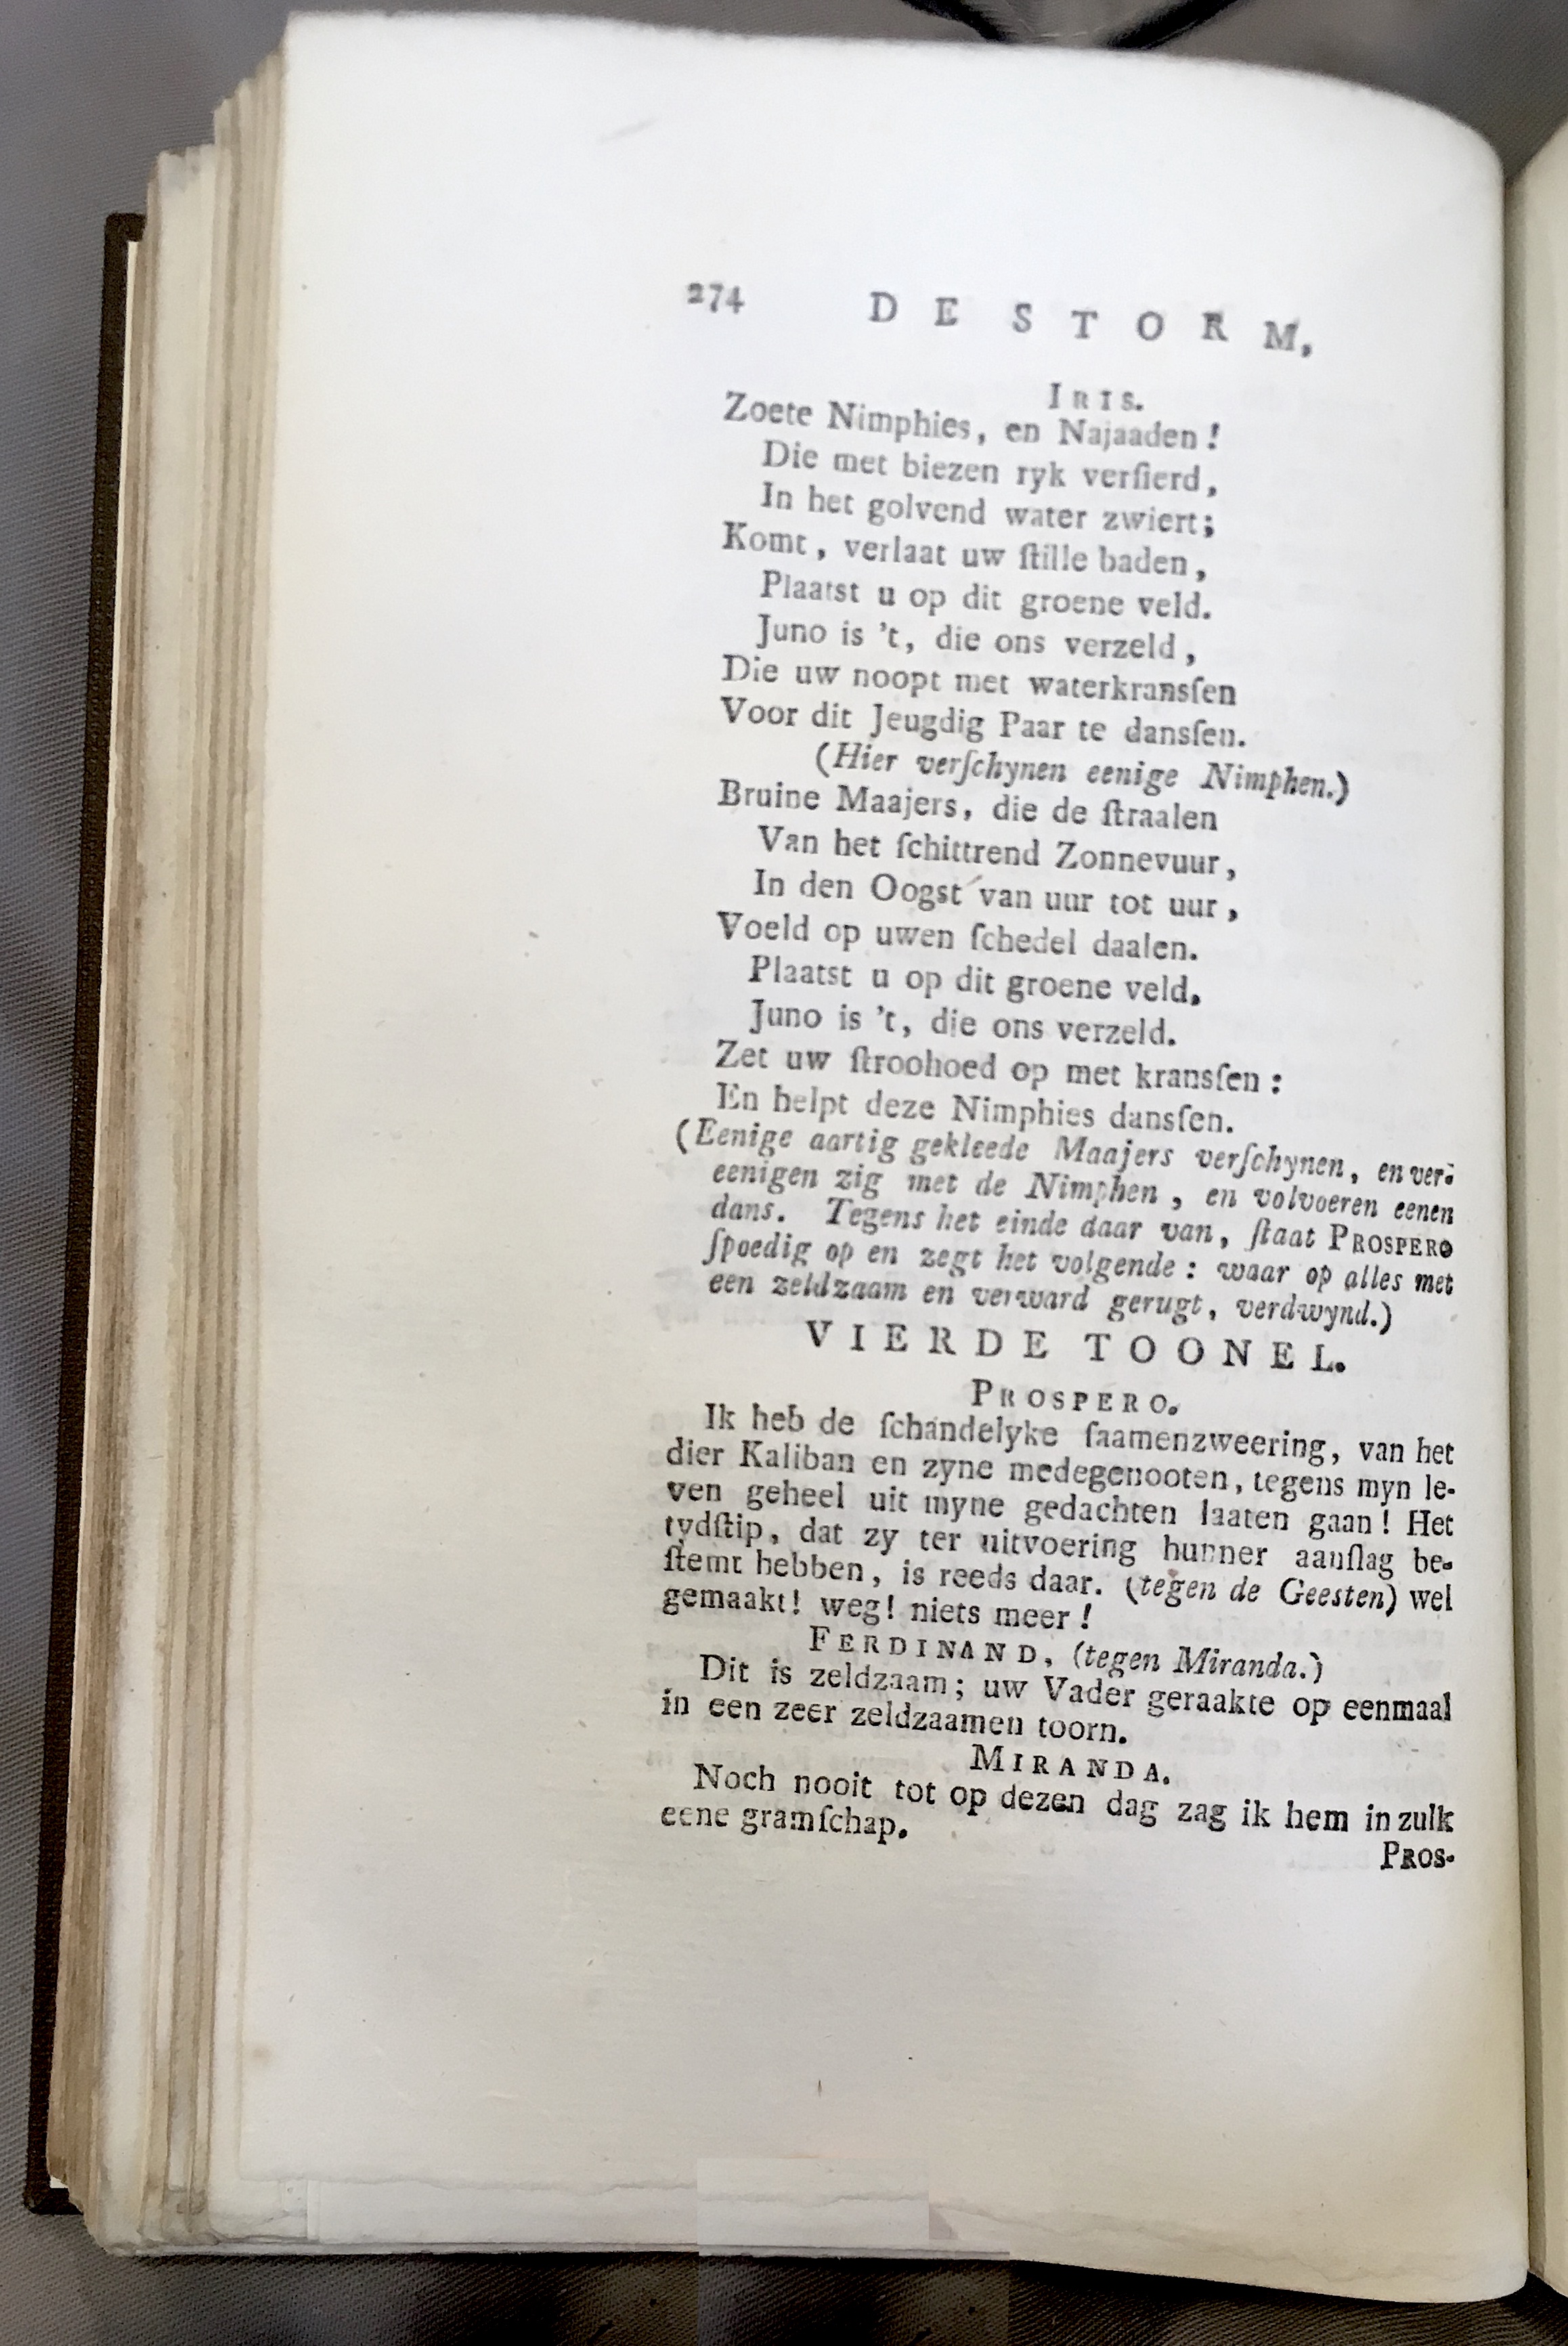 274 DE STORM,
IRIS.
Zoete Nimphies, en Najaaden!
Die met biezen ryk verſierd,
In het golvend water zwiert;
Komt, verlaat uw ſtille baden,
Plaatst u op dit groene veld.
Juno is 't, die ons verzeld,
Die uw noopt met waterkransſen
Voor dit Jeugdig Paar te dansſen.
(Hier verſchynen eenige Nimphen.)
Bruine Maajers, die de ſtraalen
Van het ſchittrend Zonnevuur,
In den Oogst van uur tot uur,
Voeld op uwen ſchedel daalen.
Plaatst u op dit groene veld.
Juno is 't, die ons verzeld.
Zet uw ſtroohoed op met kransſen:
En helpt deze Nimphies dansſen.
(Eenige aartig gekleede Maajers verſchynen, en ver-
eenigen zig met de Nimphen, en volvoeren eenen
dans. Tegens het einde daar van, ſtaat PROSPERO
ſpoedig op en zegt het volgende: waar op alles met
een zeldzaam en verward gerugt, verdwynd.)
VIERDE TOONEL.
PROSPERO.
Ik heb de ſchandelyke ſaamenzweering, van het
dier Kaliban en zyne medegenooten, tegens myn le-
ven geheel uit myne gedachten laaten gaan! Het
tydſtip, dat zy ter uitvoering hunner aanſlag be-
ſtemt hebben, is reeds daar. (tegen de Geesten) wel
gemaakt! weg! niets meer!
FERDINAND, (tegen Miranda.)
Dit is zeldzaam; uw Vader geraakte op eenmaal
in een zeer zeldzaamen toorn.
MIRANDA.
Noch nooit tot op dezen dag zag ik hem in zulk
eene gramſchap.
PROS-